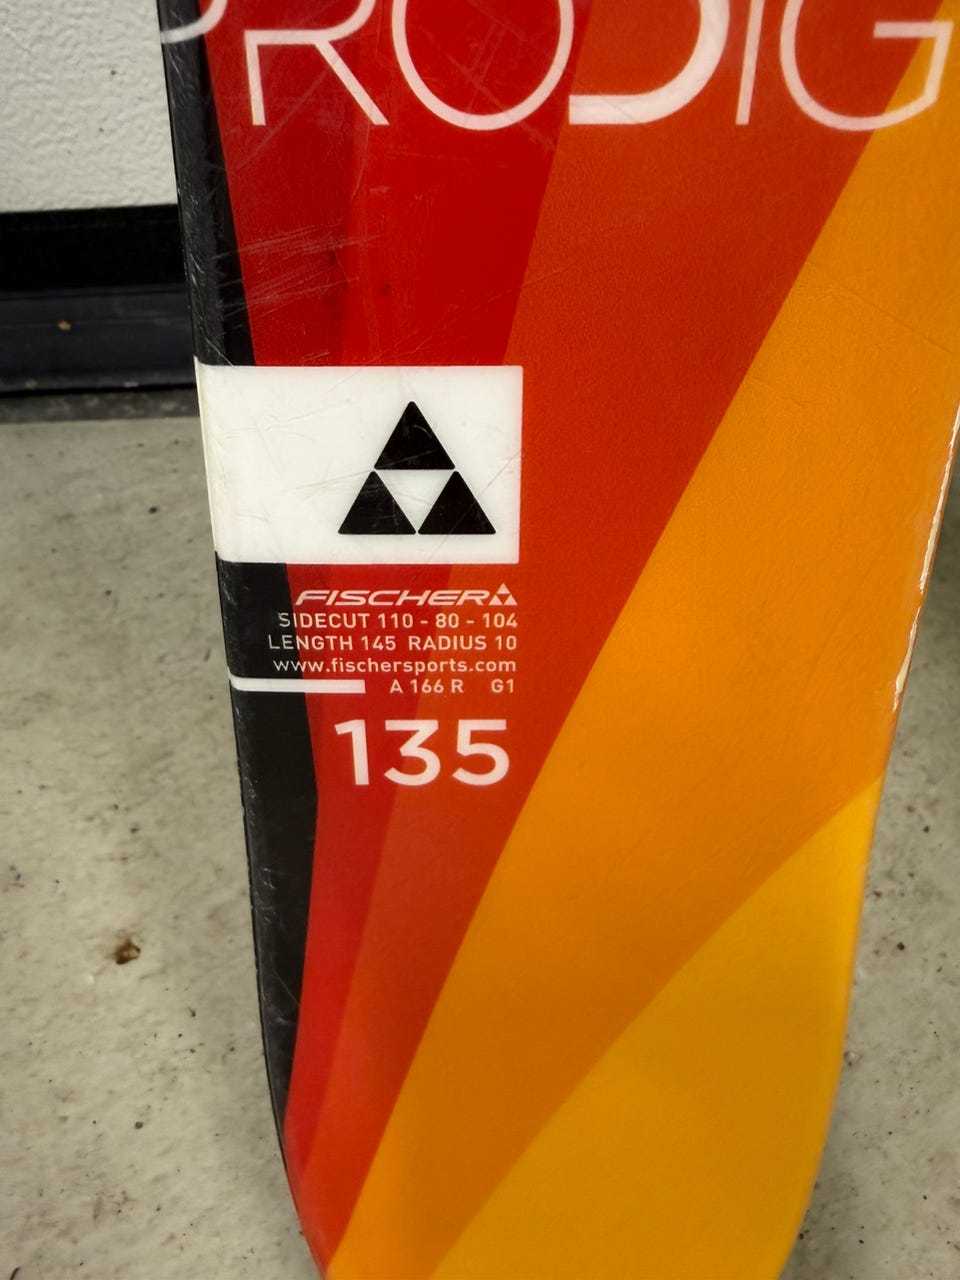 PRODIG
FISCHER
SIDECUT 110 - 80 - 104
LENGTH 145 RADIUS 10
www.fischersports.com
A 166 R G1
135